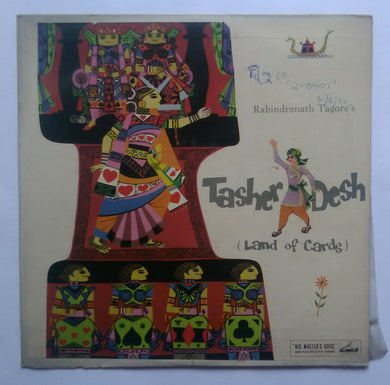 Rabindranath Tagore's
Tasher Desh
(Land of Cards)
"HIS MASTER'S VOICE"